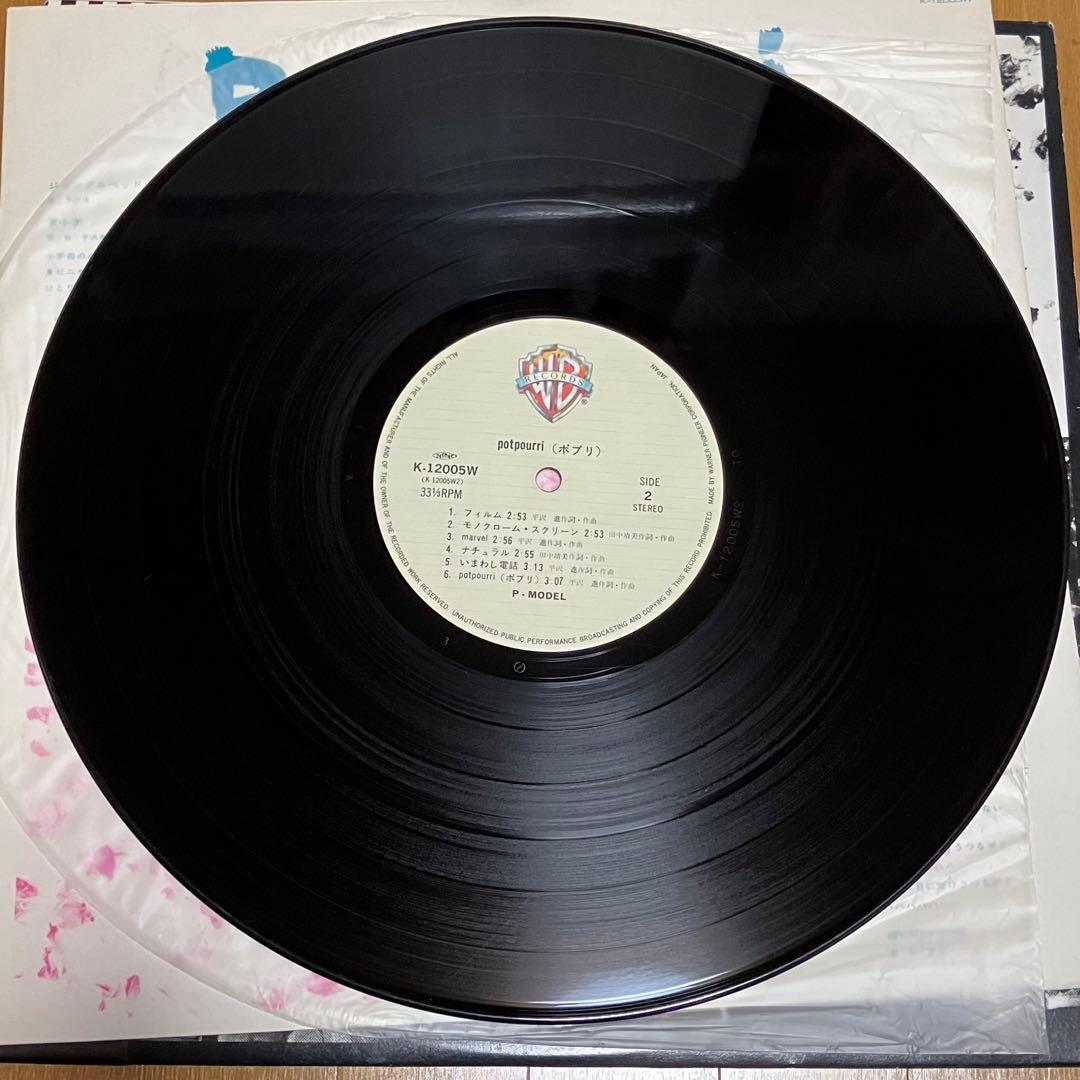 K-12005W
WB
RECORDS
®
potpourri（ポプリ）
K-12005W
(K-12005W2)
33⅓RPM
SIDE
2
STEREO
1. フィルム 2:53 平沢 進作詞・作曲
2. モノクローム・スクリーン 2:53 田中靖美作詞・作曲
3. marvel 2:56 平沢 進作詞・作曲
4. ナチュラル 2:55 田中靖美作詞・作曲
5. いまわし電話 3:13 平沢 進作詞・作曲
6. potpourri（ポプリ）3:07 平沢 進作詞・作曲
P-MODEL
ALL RIGHTS OF THE MANUFACTURER AND OF THE OWNER OF THE RECORDED WORK RESERVED. UNAUTHORIZED PUBLIC PERFORMANCE BROADCASTING AND COPYING OF THIS RECORD PROHIBITED. MADE BY WARNER-PIONEER CORPORATION, JAPAN
K-12005W2